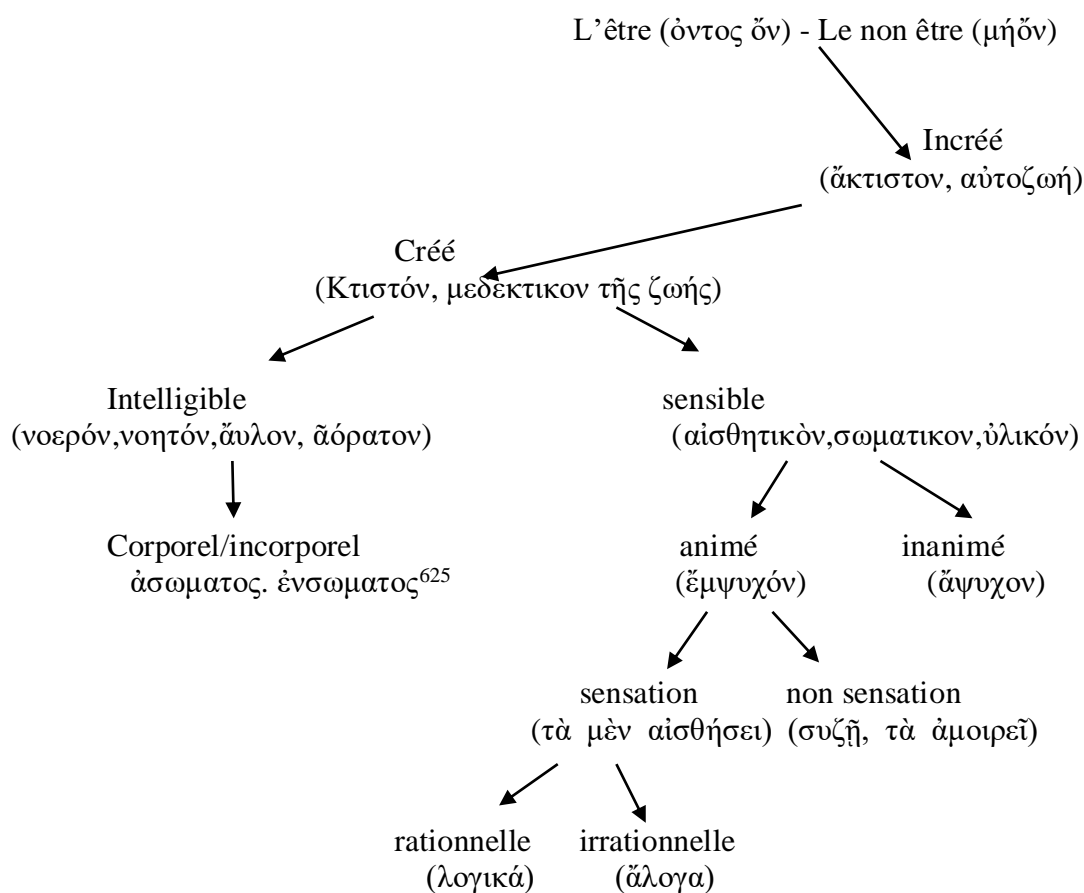 L’être (ὀντος ὄν) - Le non être (μήὄν)
Incréé
(ἄκτιστον, αὐτοζωή)
Créé
(Κτιστόν, μεδεκτικον τῆς ζωής)
Intelligible
(νοερόν,νοητόν,ἄυλον, ᾶόρατον)
sensible
(αἰσθητικὸν,σωματικον,ὑλικόν)
Corporel/incorporel
ἀσωματος. ἐνσωματος⁶²⁵
animé
(ἔμψυχόν)
inanimé
(ἄψυχον)
sensation
(τὰ μὲν αἰσθήσει)
non sensation
(συζῇ, τὰ ἀμοιρεῖ)
rationnelle
(λογικά)
irrationnelle
(ἄλογα)